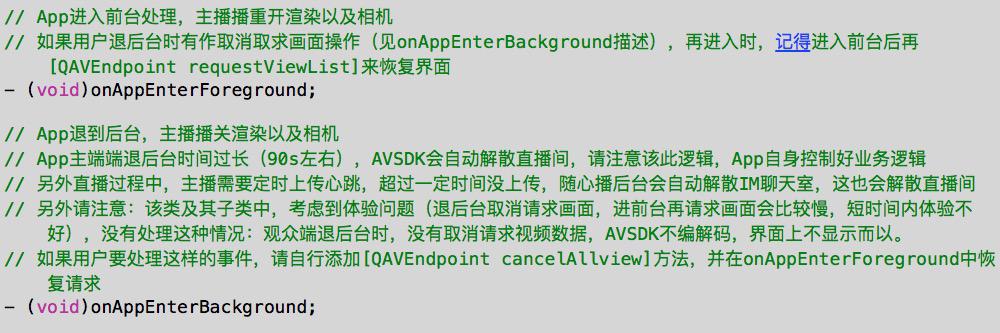 // App进入前台处理，主播播重开渲染以及相机
// 如果用户退后台时有作取消取求画面操作（见onAppEnterBackground描述），再进入时，记得进入前台后再
[QAVEndpoint requestViewList]来恢复界面
- (void)onAppEnterForeground;
// App退到后台，主播播关渲染以及相机
// App主端端退后台时间过长（90s左右），AVSDK会自动解散直播间，请注意该此逻辑，App自身控制好业务逻辑
// 另外直播过程中，主播需要定时上传心跳，超过一定时间没上传，随心播后台会自动解散IM聊天室，这也会解散直播间
// 另外请注意：该类及其子类中，考虑到体验问题（退后台取消请求画面，进前台再请求画面会比较慢，短时间内体验不
好），没有处理这种情况：观众端退后台时，没有取消请求视频数据，AVSDK不编解码，界面上不显示而以。
// 如果用户要处理这样的事件，请自行添加[QAVEndpoint cancelAllview]方法，并在onAppEnterForeground中恢
复请求
- (void)onAppEnterBackground;